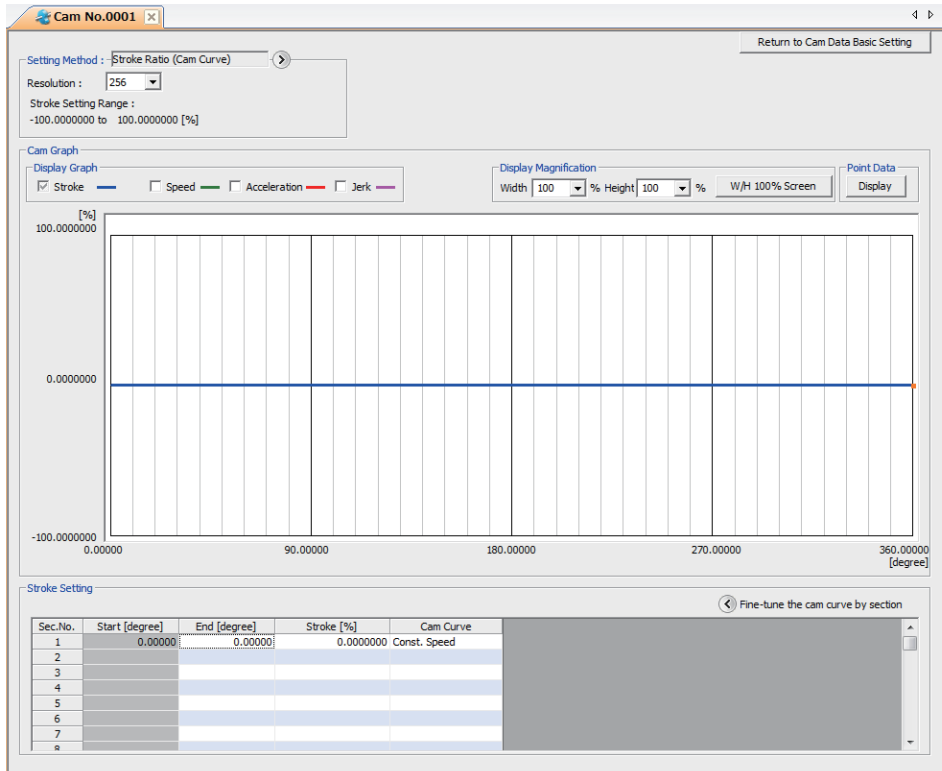 Cam No.0001
Return to Cam Data Basic Setting
Setting Method : Stroke Ratio (Cam Curve)
Resolution : 256
Stroke Setting Range :
-100.0000000 to 100.0000000 [%]
Cam Graph
Display Graph
Stroke Speed Acceleration Jerk
Display Magnification
Width 100 % Height 100 % W/H 100% Screen
Point Data
Display
[%]
100.0000000
0.0000000
-100.0000000
0.00000 90.00000 180.00000 270.00000 360.00000
[degree]
Stroke Setting
Fine-tune the cam curve by section
Sec.No. Start [degree] End [degree] Stroke [%] Cam Curve
1 0.00000 0.00000 0.0000000 Const. Speed
2
3
4
5
6
7
8